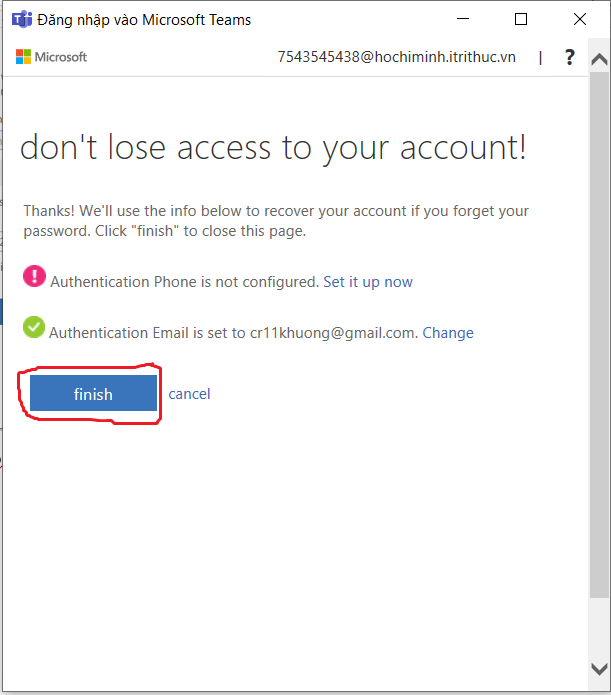 Đăng nhập vào Microsoft Teams
Microsoft
7543545438@hochiminh.itrithuc.vn | ?
don't lose access to your account!
Thanks! We'll use the info below to recover your account if you forget your
password. Click "finish" to close this page.
! Authentication Phone is not configured. Set it up now
Authentication Email is set to cr11khuong@gmail.com. Change
finish cancel